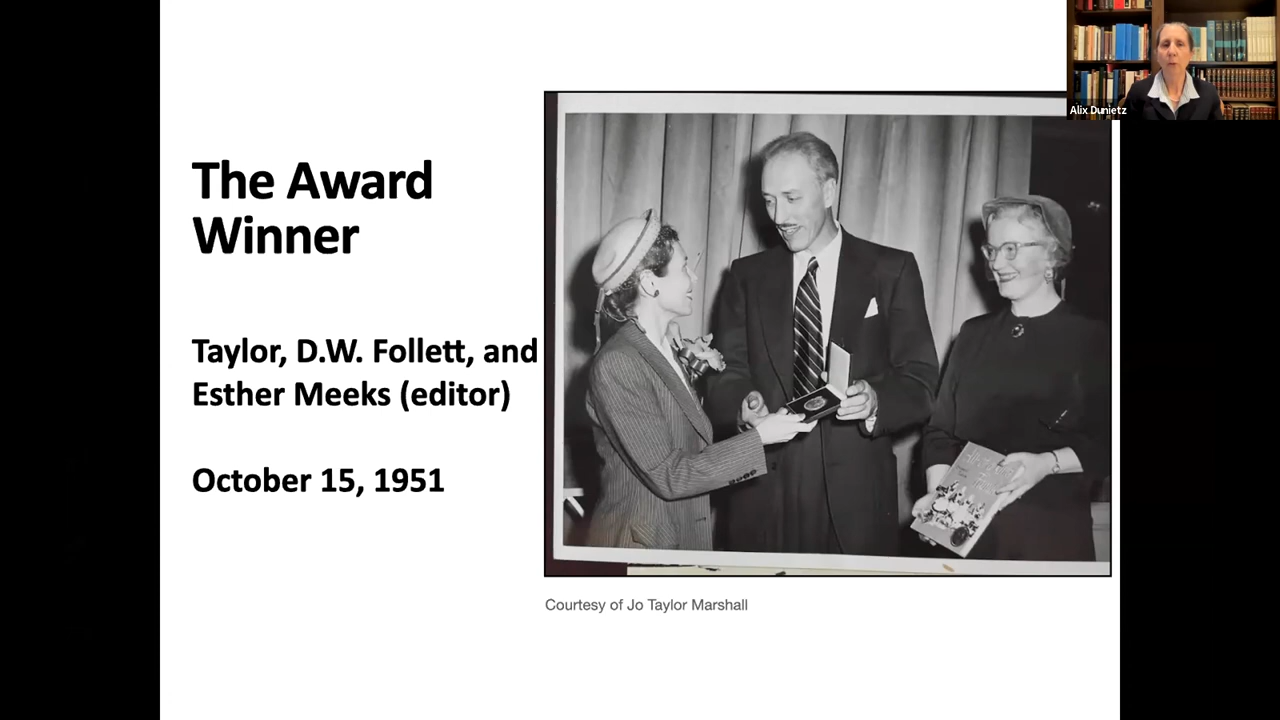 The Award
Winner
Taylor, D.W. Follett, and
Esther Meeks (editor)
October 15, 1951
Courtesy of Jo Taylor Marshall
Alix Dunietz